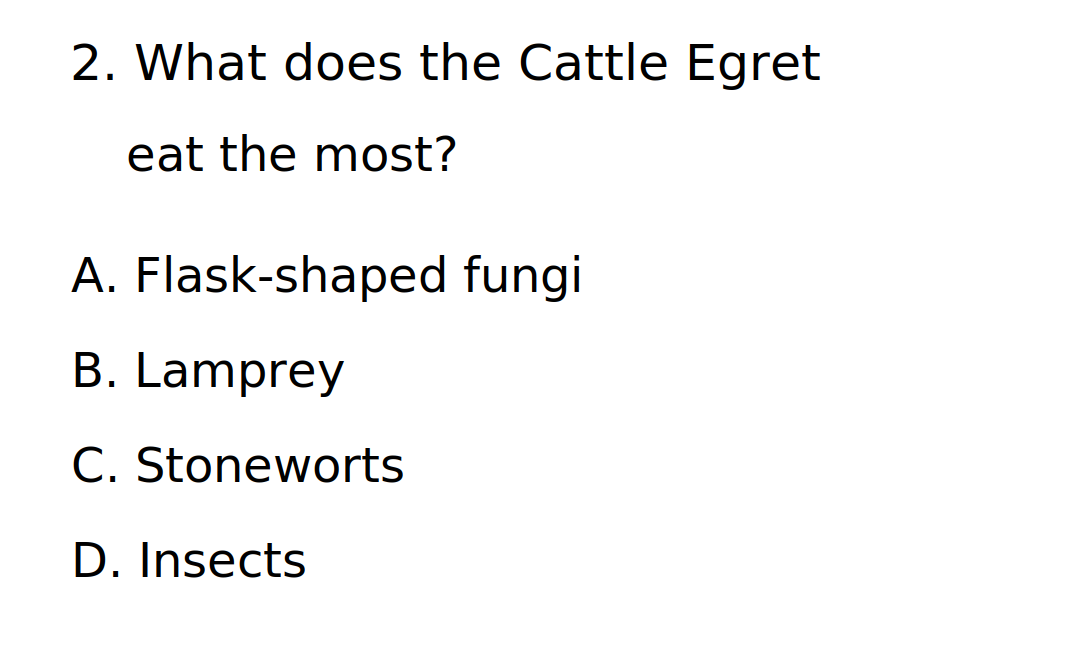 2. What does the Cattle Egret
eat the most?
A. Flask-shaped fungi
B. Lamprey
C. Stoneworts
D. Insects